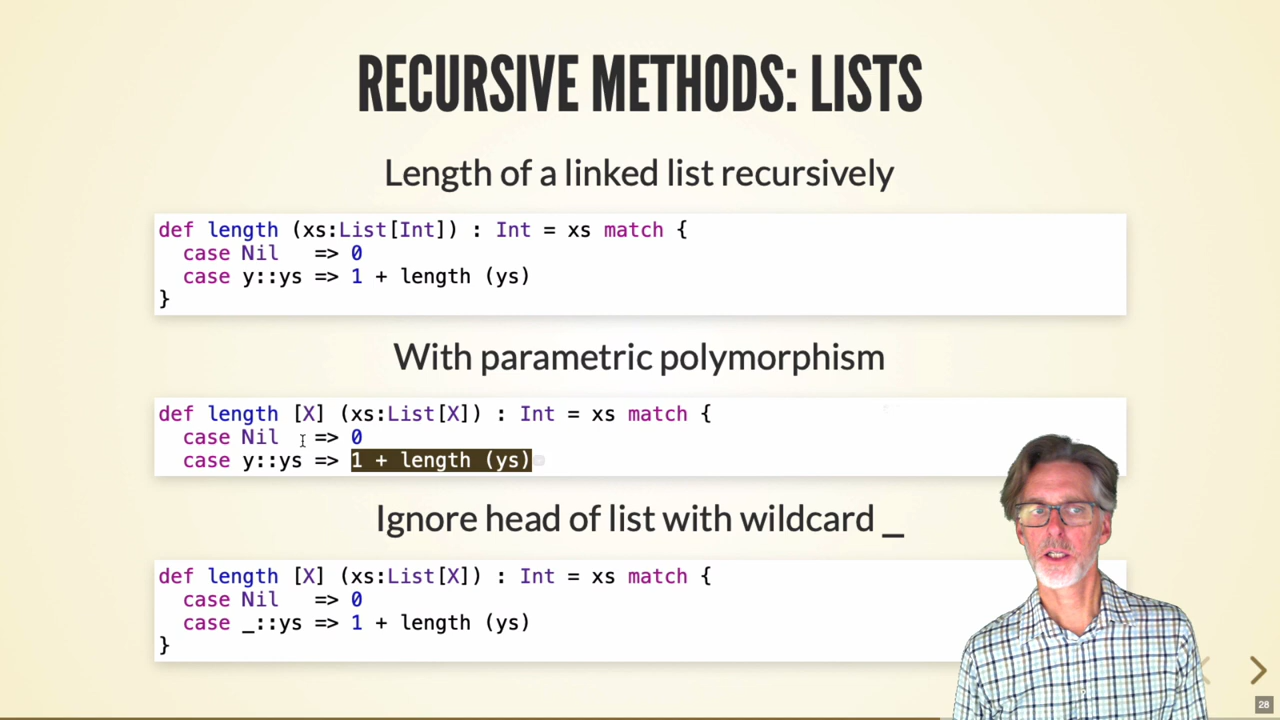 RECURSIVE METHODS: LISTS
Length of a linked list recursively
def length (xs:List[Int]) : Int = xs match {
  case Nil   => 0
  case y::ys => 1 + length (ys)
}
With parametric polymorphism
def length [X] (xs:List[X]) : Int = xs match {
  case Nil   => 0
  case y::ys => 1 + length (ys)
Ignore head of list with wildcard _
def length [X] (xs:List[X]) : Int = xs match {
  case Nil   => 0
  case _::ys => 1 + length (ys)
}
28